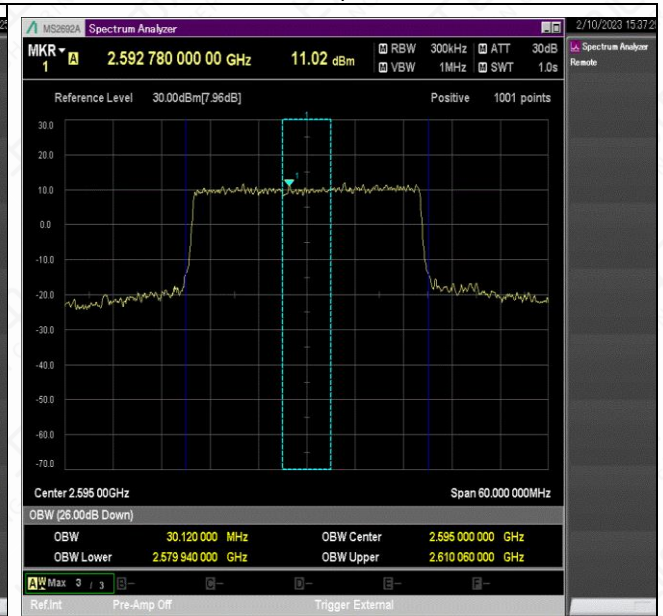 MS2692A Spectrum Analyzer
2/10/2023 15:37:2
MKR 1 A 2.592 780 000 00 GHz 11.02 dBm
M RBW 300kHz M ATT 30dB
M VBW 1MHz M SWT 1.0s
Spectrum Analyzer
Remote
Reference Level 30.00dBm[7.96dB] Positive 1001 points
30.0
20.0
10.0
0.0
-10.0
-20.0
-30.0
-40.0
-50.0
-60.0
-70.0
1
1
Center 2.595 00GHz Span 60.000 000MHz
OBW (26.00dB Down)
OBW 30.120 000 MHz OBW Center 2.595 000 000 GHz
OBW Lower 2.579 940 000 GHz OBW Upper 2.610 060 000 GHz
A W Max 3 / 3 B- C- D- E- F-
Ref.Int Pre-Amp Off Trigger External